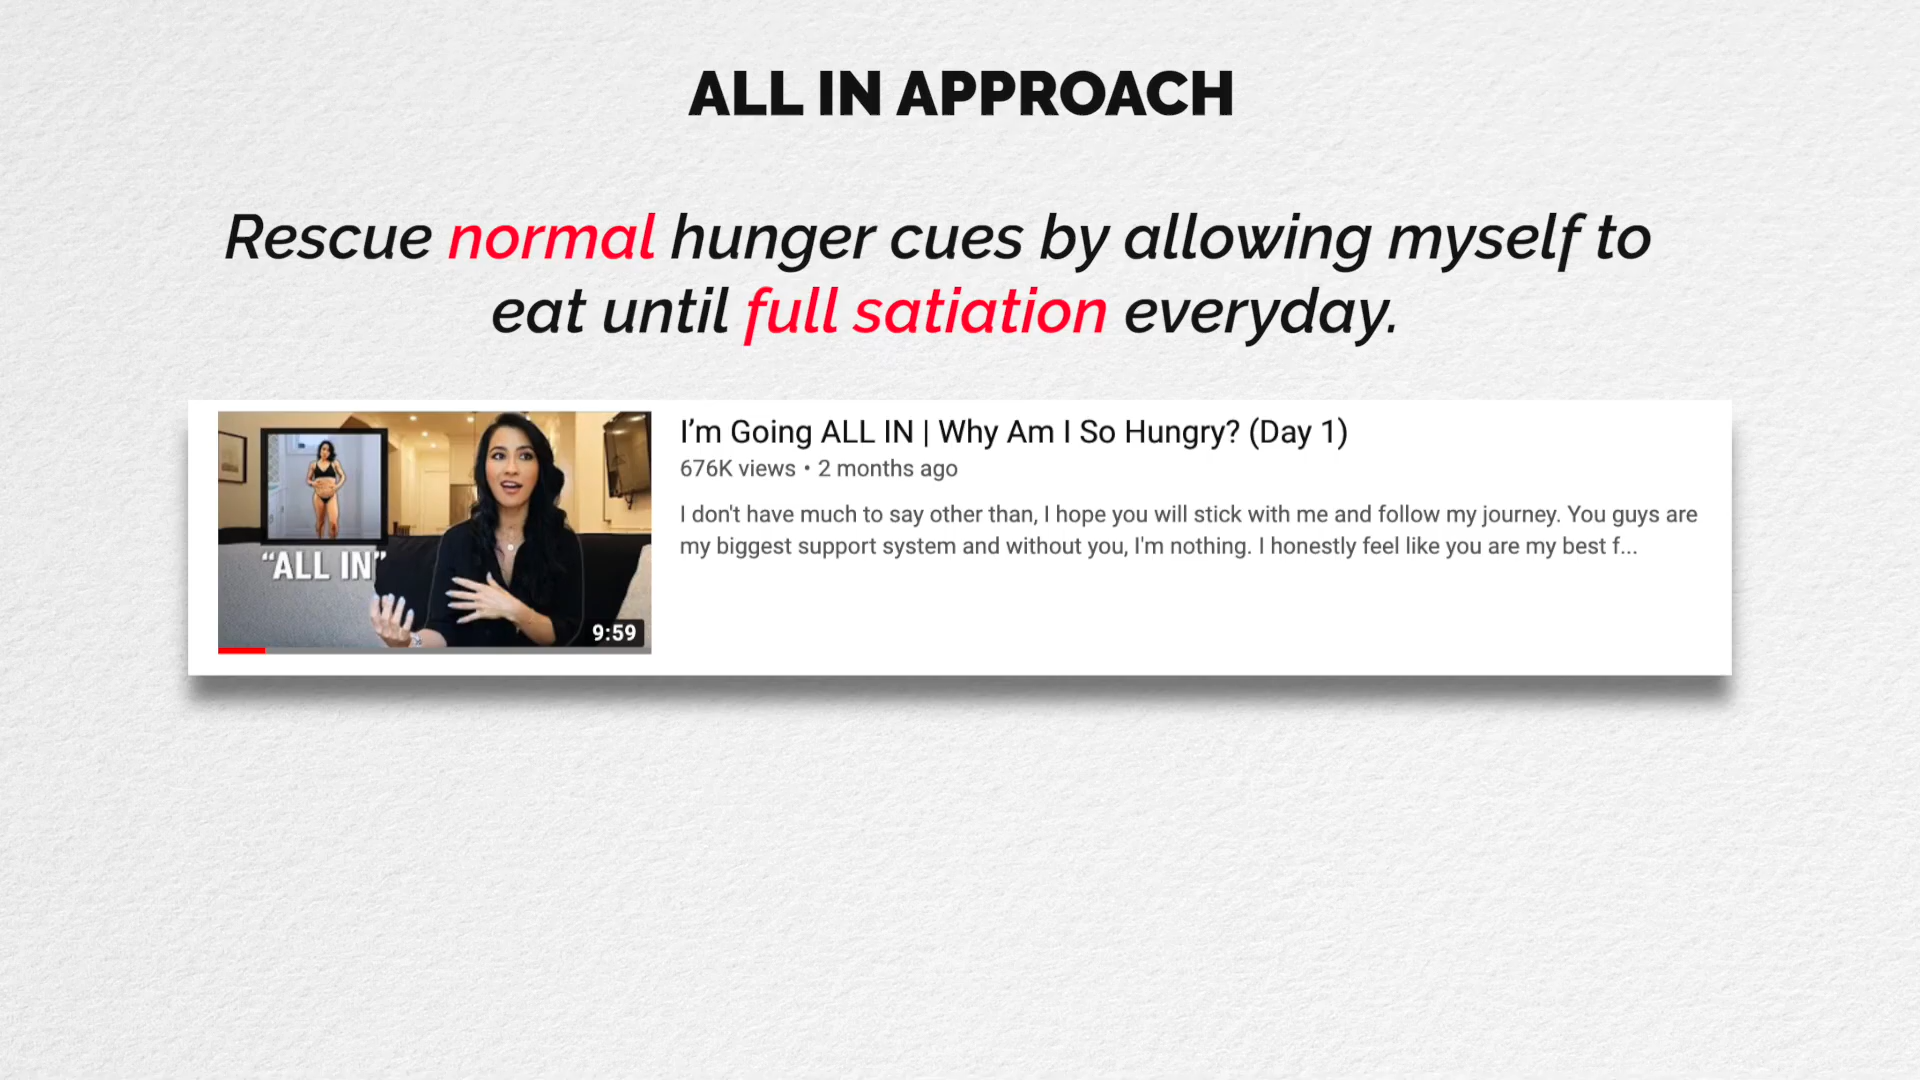 ALL IN APPROACH
Rescue normal hunger cues by allowing myself to
eat until full satiation everyday.
I’m Going ALL IN | Why Am I So Hungry? (Day 1)
676K views • 2 months ago
I don't have much to say other than, I hope you will stick with me and follow my journey. You guys are
my biggest support system and without you, I'm nothing. I honestly feel like you are my best f...
“ALL IN”
9:59